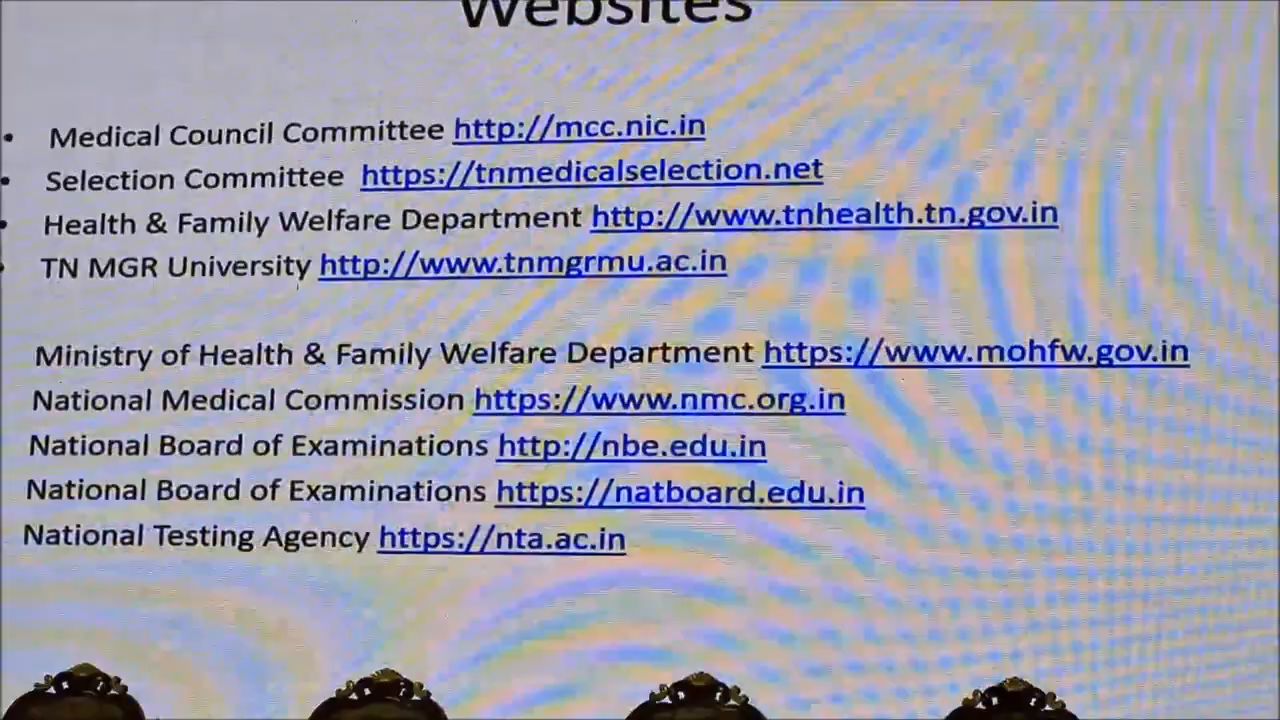 Websites
• Medical Council Committee http://mcc.nic.in
• Selection Committee https://tnmedicalselection.net
• Health & Family Welfare Department http://www.tnhealth.tn.gov.in
• TN MGR University http://www.tnmgrmu.ac.in
Ministry of Health & Family Welfare Department https://www.mohfw.gov.in
National Medical Commission https://www.nmc.org.in
National Board of Examinations http://nbe.edu.in
National Board of Examinations https://natboard.edu.in
National Testing Agency https://nta.ac.in